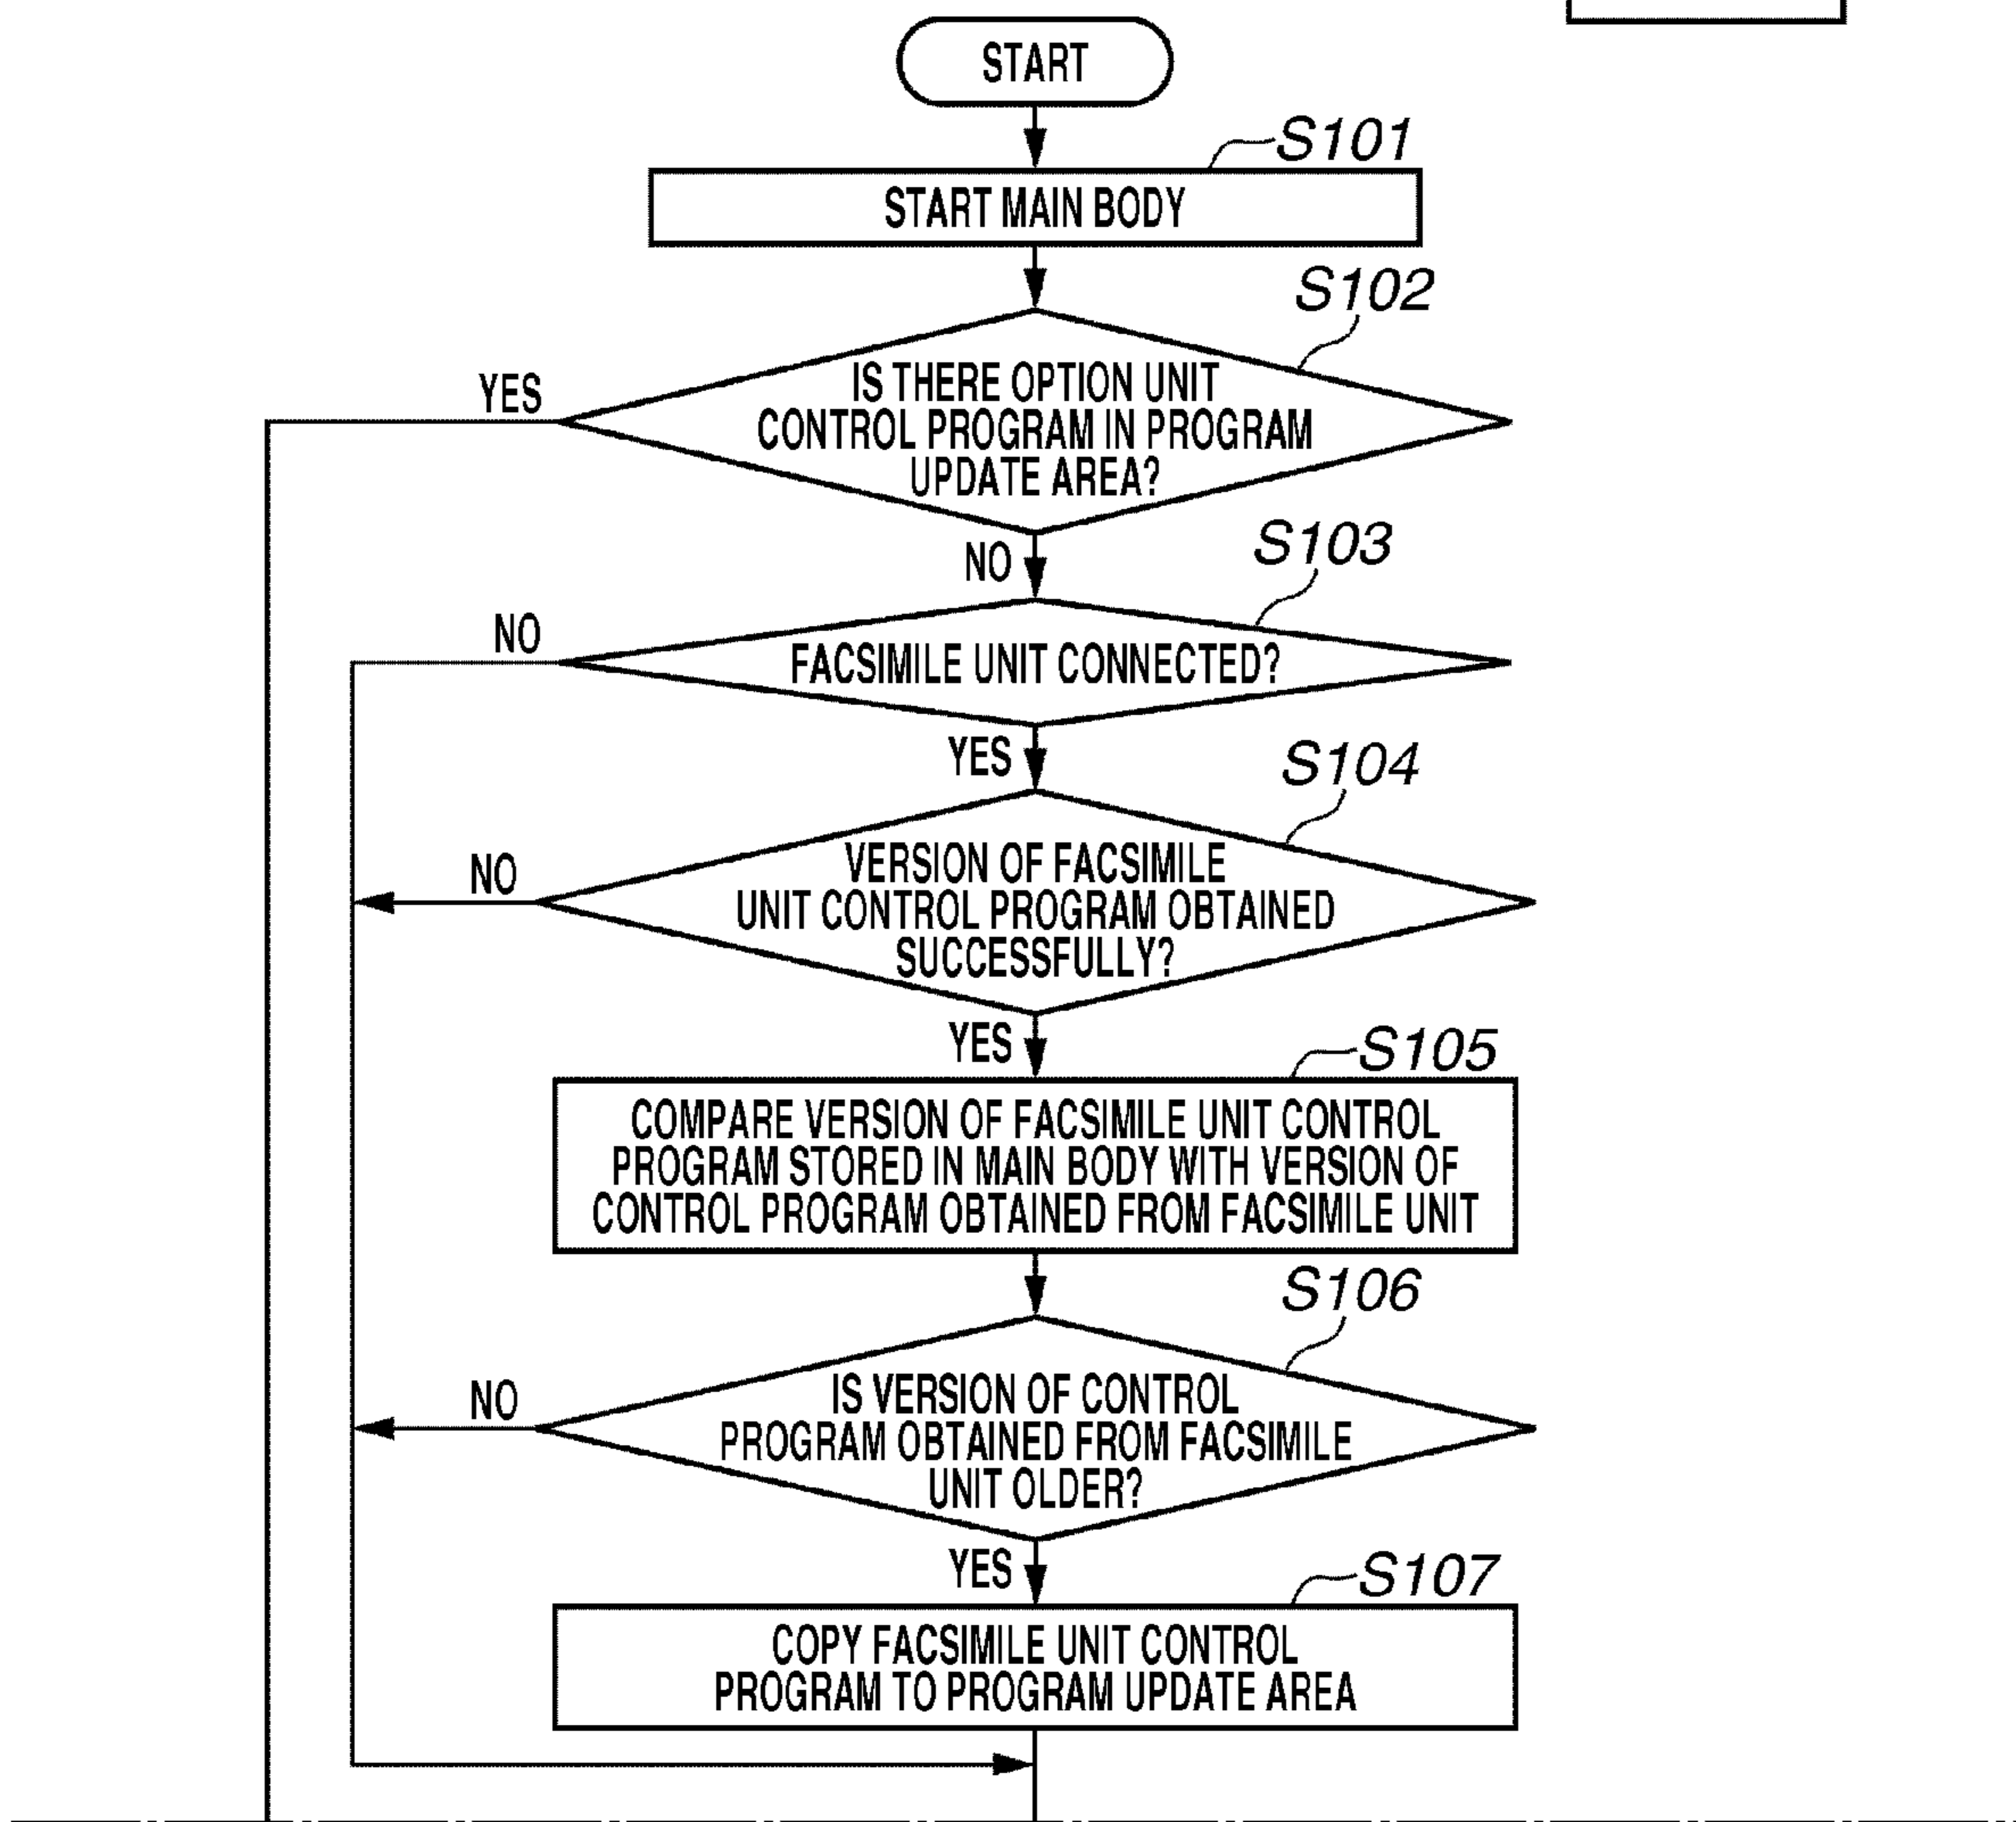 START
S101
START MAIN BODY
S102
YES
IS THERE OPTION UNIT
CONTROL PROGRAM IN PROGRAM
UPDATE AREA?
NO
S103
NO
FACSIMILE UNIT CONNECTED?
YES
S104
VERSION OF FACSIMILE
NO
UNIT CONTROL PROGRAM OBTAINED
SUCCESSFULLY?
YES
S105
COMPARE VERSION OF FACSIMILE UNIT CONTROL
PROGRAM STORED IN MAIN BODY WITH VERSION OF
CONTROL PROGRAM OBTAINED FROM FACSIMILE UNIT
S106
IS VERSION OF CONTROL
NO
PROGRAM OBTAINED FROM FACSIMILE
UNIT OLDER?
YES
S107
COPY FACSIMILE UNIT CONTROL
PROGRAM TO PROGRAM UPDATE AREA